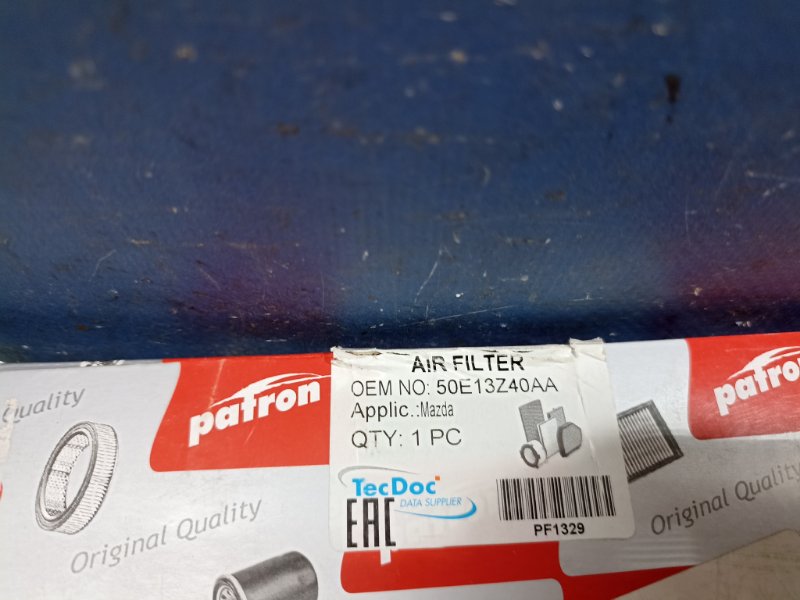 AIR FILTER
OEM NO: 50E13Z40AA
Applic.:Mazda
QTY: 1 PC
TecDoc
DATA SUPPLIER
EAC
PF1329
patron
Quality
Original Quality
patron
Original Quality